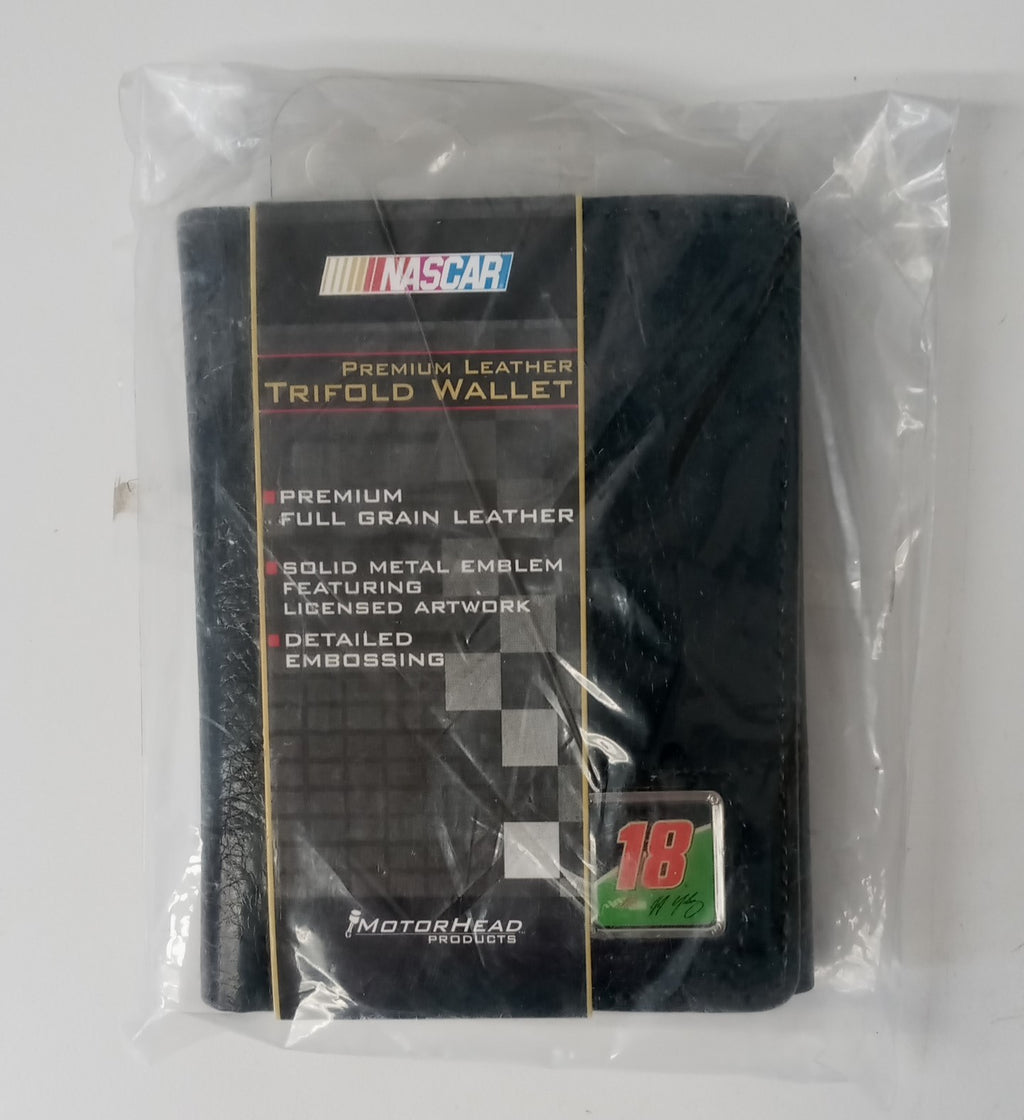 NASCAR
PREMIUM LEATHER
TRIFOLD WALLET
PREMIUM
FULL GRAIN LEATHER
SOLID METAL EMBLEM
FEATURING
LICENSED ARTWORK
DETAILED
EMBOSSING
18
MOTORHEAD
PRODUCTS